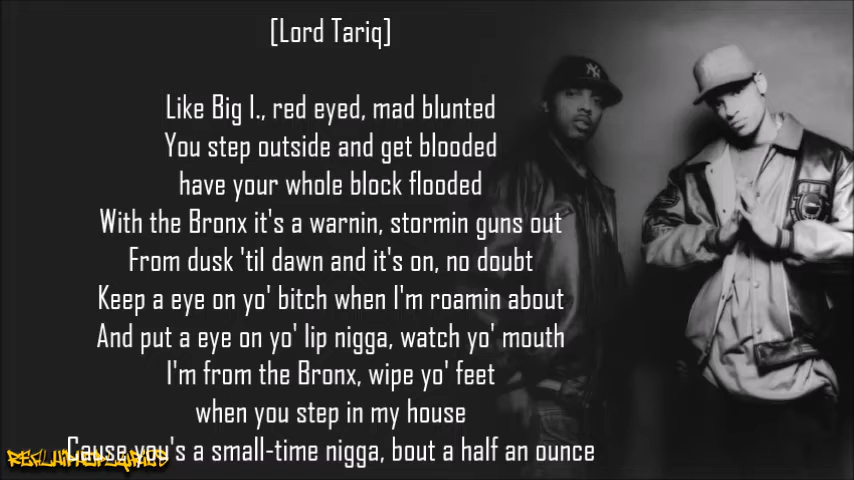 [Lord Tariq]
Like Big I., red eyed, mad blunted
You step outside and get blooded
have your whole block flooded
With the Bronx it's a warnin, stormin guns out
From dusk 'til dawn and it's on, no doubt
Keep a eye on yo' bitch when I'm roamin about
And put a eye on yo' lip nigga, watch yo' mouth
I'm from the Bronx, wipe yo' feet
when you step in my house
Cause you's a small-time nigga, bout a half an ounce